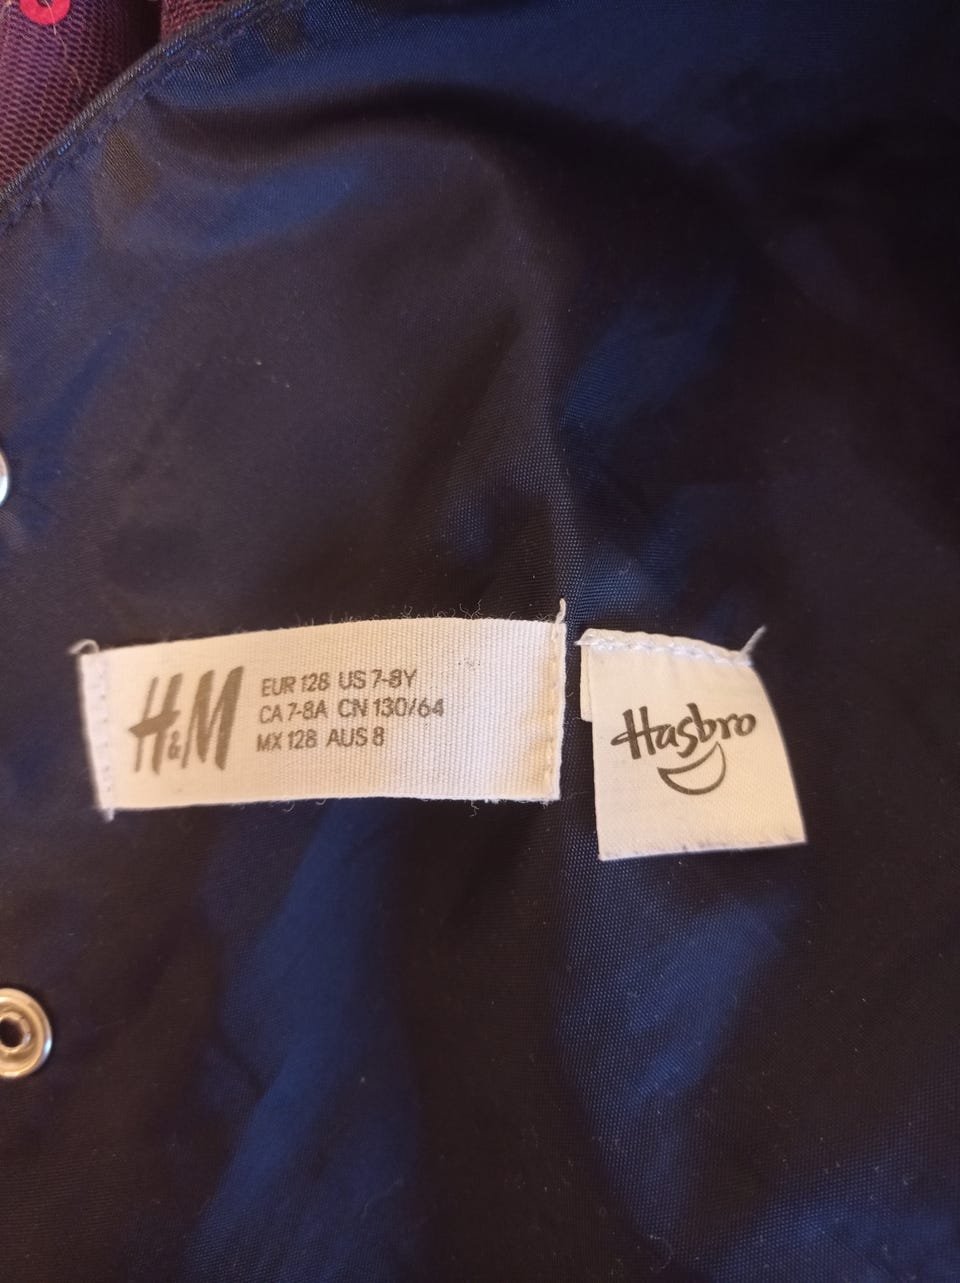 H&M
EUR 128 US 7-8Y
CA 7-8A CN 130/64
MX 128 AUS 8
Hasbro